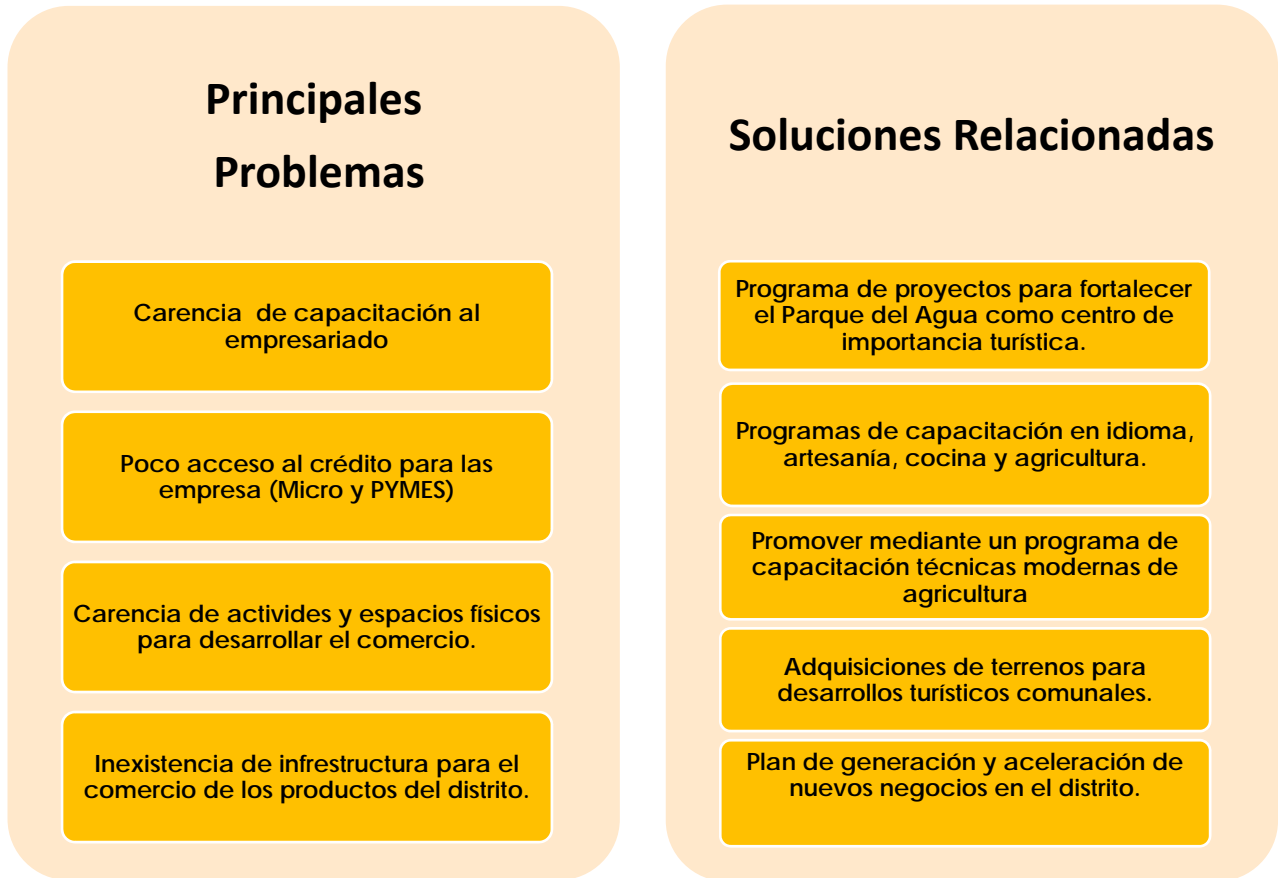 Principales
Problemas
Carencia  de capacitación al
empresariado
Poco acceso al crédito para las
empresa (Micro y PYMES)
Carencia de activides y espacios físicos
para desarrollar el comercio.
Inexistencia de infrestructura para el
comercio de los productos del distrito.
Soluciones Relacionadas
Programa de proyectos para fortalecer
el Parque del Agua como centro de
importancia turística.
Programas de capacitación en idioma,
artesanía, cocina y agricultura.
Promover mediante un programa de
capacitación técnicas modernas de
agricultura
Adquisiciones de terrenos para
desarrollos turísticos comunales.
Plan de generación y aceleración de
nuevos negocios en el distrito.